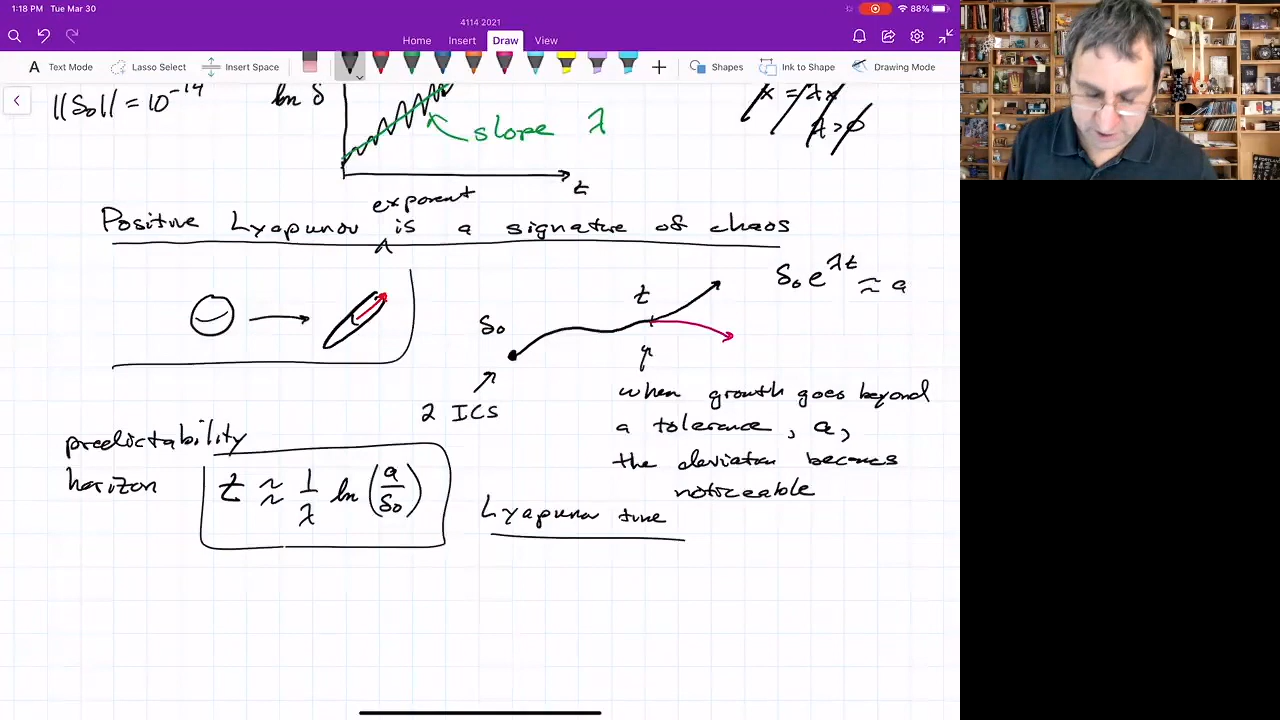 1:18 PM Tue Mar 30
88%
4114 2021
Home Insert Draw View
Text Mode Lasso Select Insert Space Shapes Ink to Shape Drawing Mode
||δ₀|| = 10⁻¹⁴
ln δ
slope λ
t
ẋ = λx
λ > 0
exponent
Positive Lyapunov is a signature of chaos
δ₀ e^{λt} ≈ a
t
δ₀
2 ICs
when growth goes beyond
a tolerance, a,
the deviation becomes
noticeable
predictability
horizon
t ≈ 1/λ ln(a/δ₀)
Lyapunov time